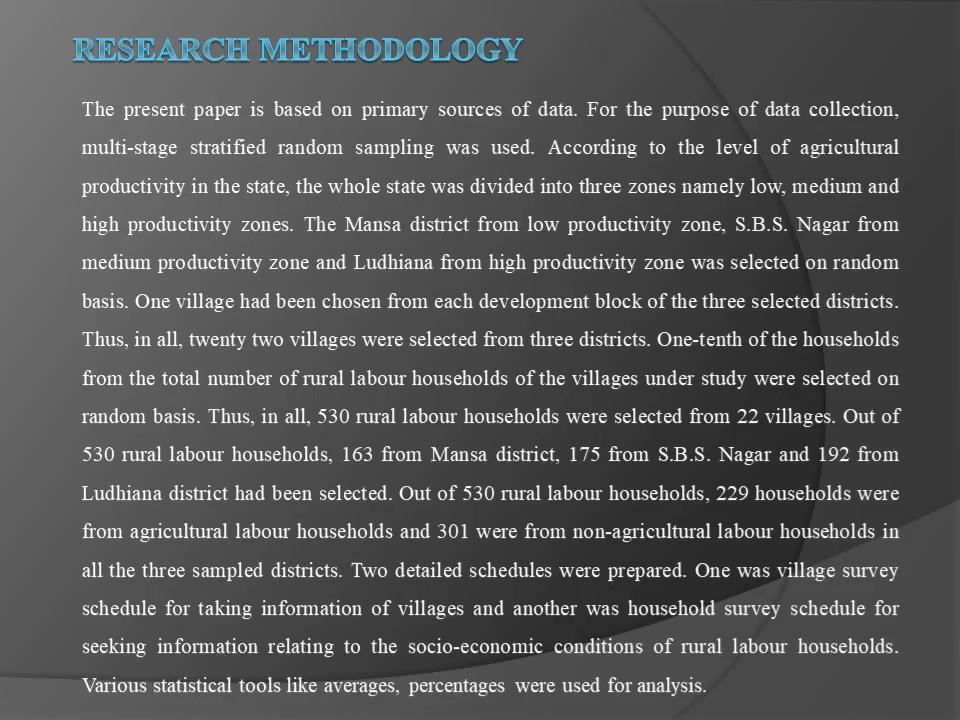 RESEARCH METHODOLOGY
The present paper is based on primary sources of data. For the purpose of data collection,
multi-stage stratified random sampling was used. According to the level of agricultural
productivity in the state, the whole state was divided into three zones namely low, medium and
high productivity zones. The Mansa district from low productivity zone, S.B.S. Nagar from
medium productivity zone and Ludhiana from high productivity zone was selected on random
basis. One village had been chosen from each development block of the three selected districts.
Thus, in all, twenty two villages were selected from three districts. One-tenth of the households
from the total number of rural labour households of the villages under study were selected on
random basis. Thus, in all, 530 rural labour households were selected from 22 villages. Out of
530 rural labour households, 163 from Mansa district, 175 from S.B.S. Nagar and 192 from
Ludhiana district had been selected. Out of 530 rural labour households, 229 households were
from agricultural labour households and 301 were from non-agricultural labour households in
all the three sampled districts. Two detailed schedules were prepared. One was village survey
schedule for taking information of villages and another was household survey schedule for
seeking information relating to the socio-economic conditions of rural labour households.
Various statistical tools like averages, percentages were used for analysis.